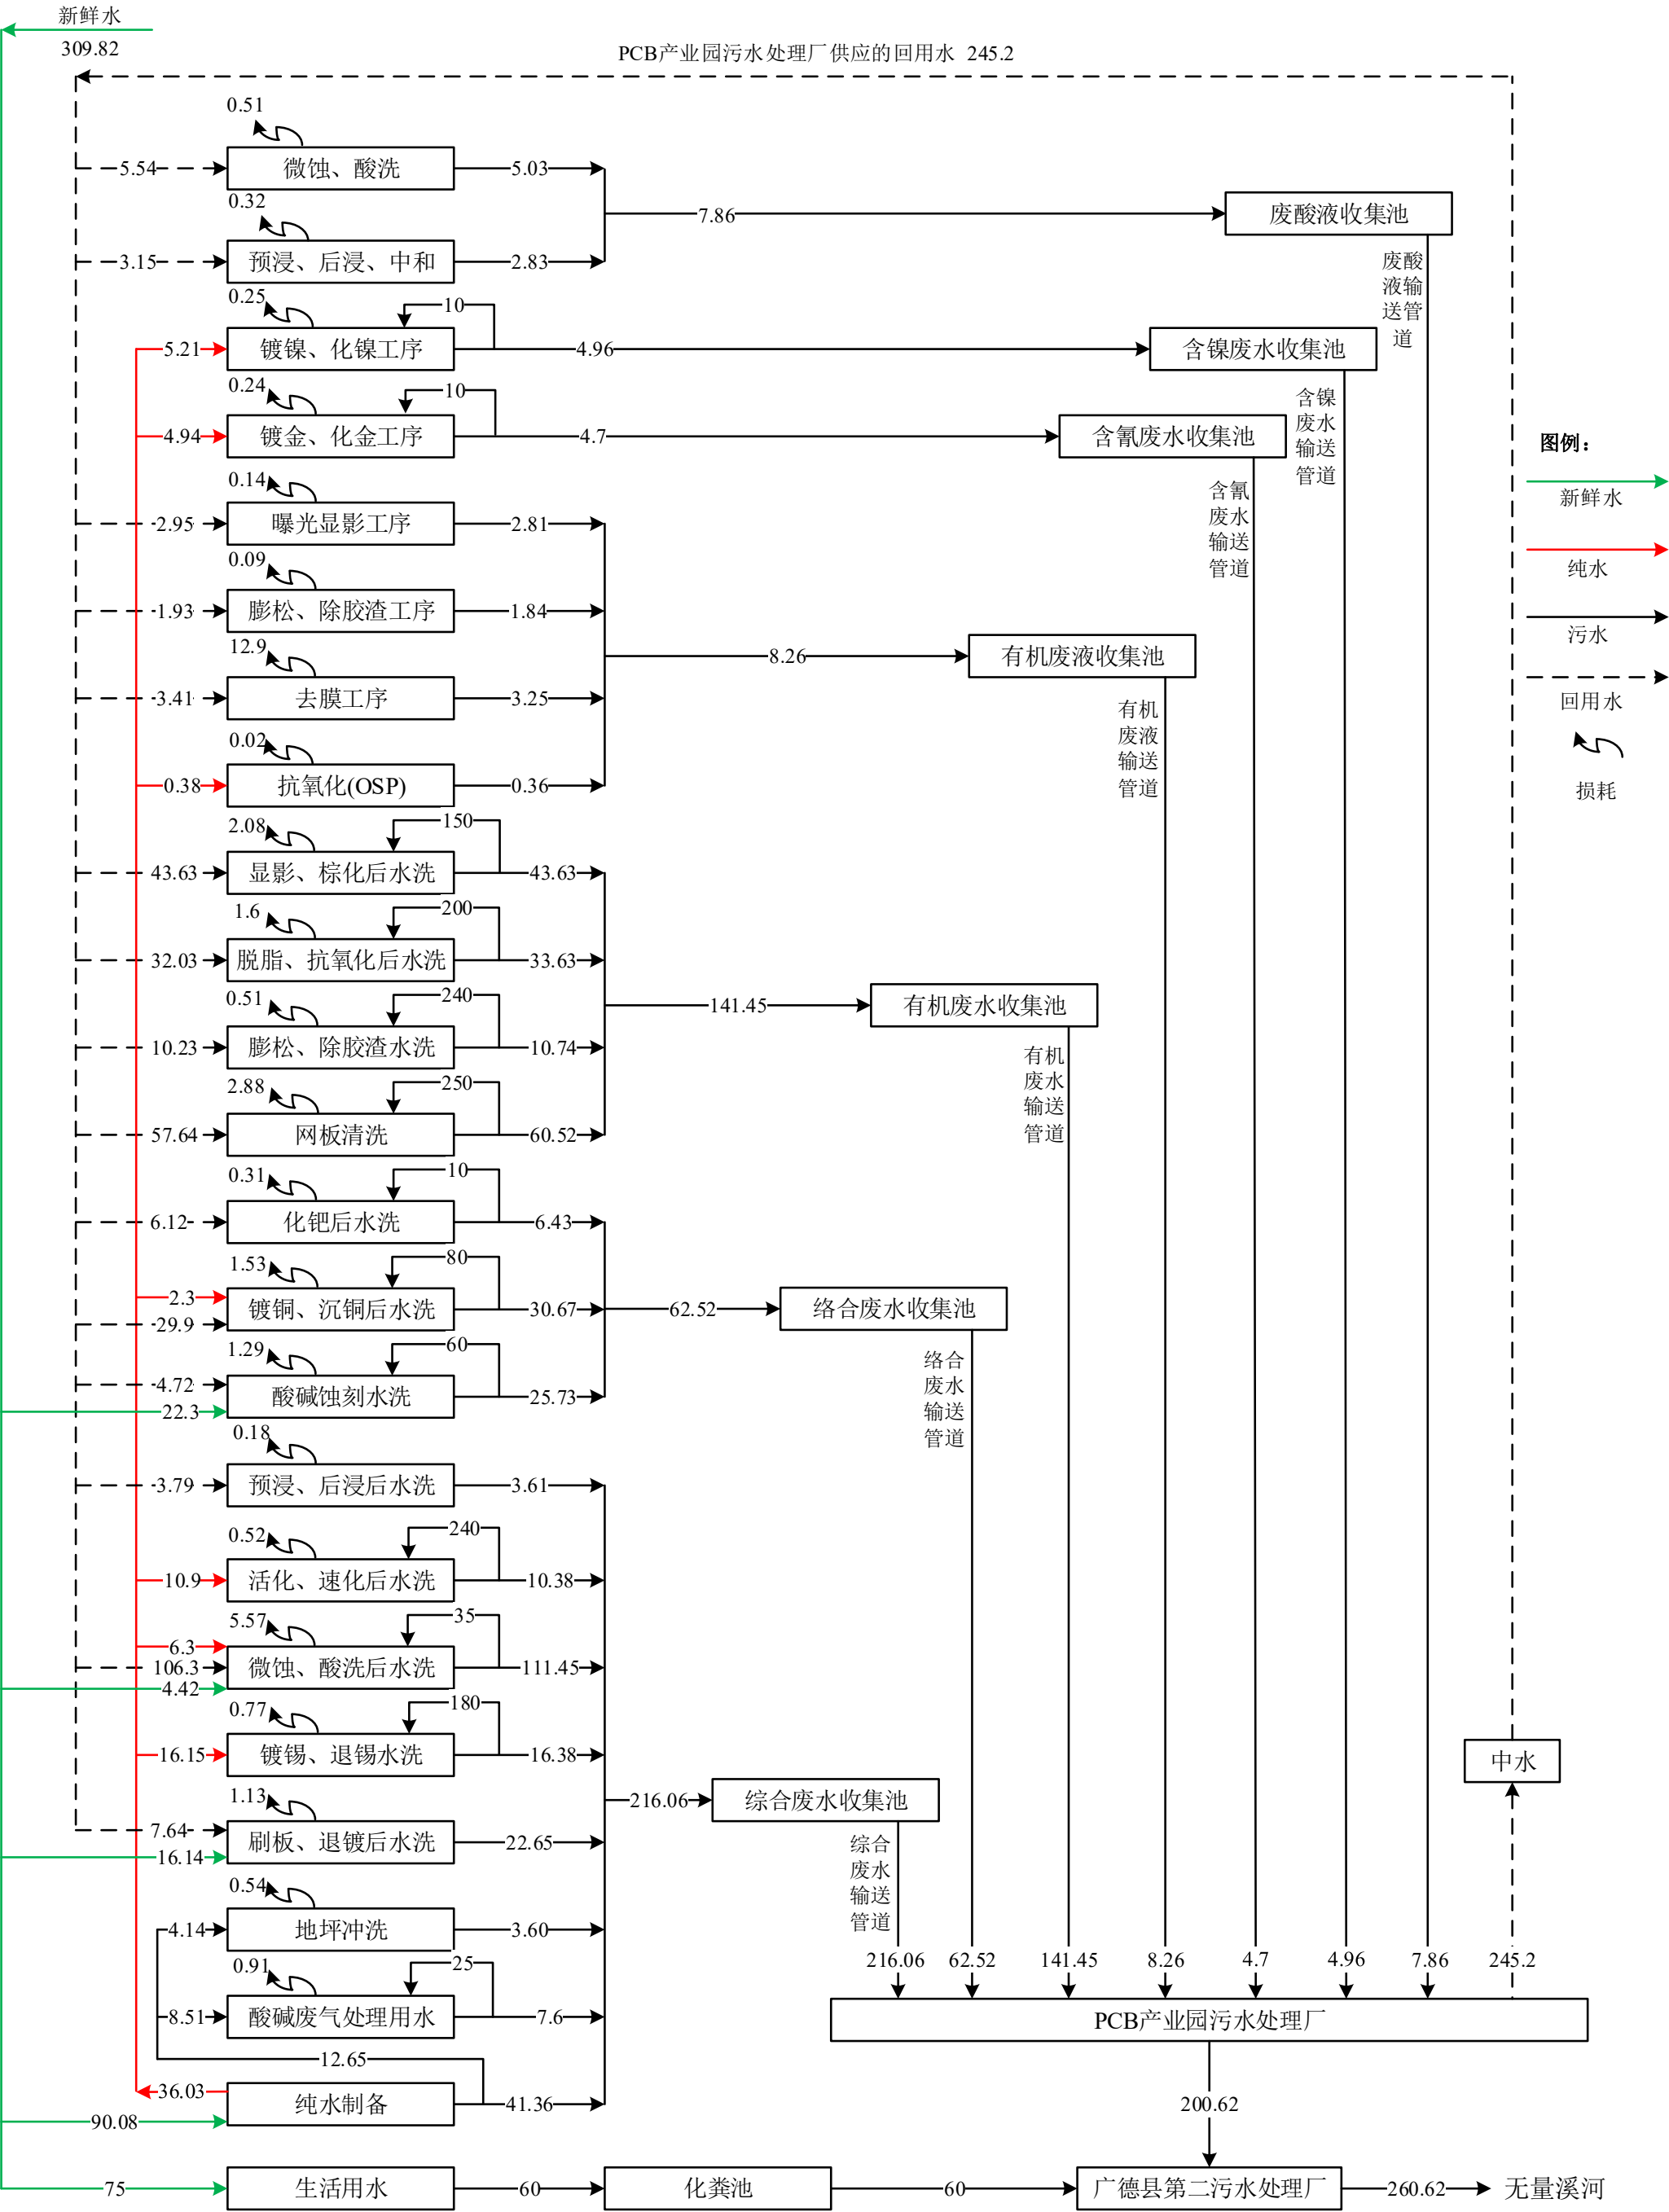 新鲜水
309.82
PCB产业园污水处理厂供应的回用水 245.2
0.51
5.54
微蚀、酸洗
5.03
7.86
废酸液收集池
0.32
3.15
预浸、后浸、中和
2.83
废酸
液输
送管
道
0.25
10
5.21
镀镍、化镍工序
4.96
含镍废水收集池
0.24
10
4.94
镀金、化金工序
4.7
含氰废水收集池
含镍
废水
输送
管道
图例：
新鲜水
纯水
污水
回用水
损耗
0.14
2.95
曝光显影工序
2.81
含氰
废水
输送
管道
0.09
1.93
膨松、除胶渣工序
1.84
8.26
有机废液收集池
12.9
3.41
去膜工序
3.25
有机
废液
输送
管道
0.02
0.38
抗氧化(OSP)
0.36
2.08
150
43.63
显影、棕化后水洗
43.63
1.6
200
32.03
脱脂、抗氧化后水洗
33.63
141.45
有机废水收集池
0.51
240
10.23
膨松、除胶渣水洗
10.74
有机
废水
输送
管道
2.88
250
57.64
网板清洗
60.52
0.31
10
6.12
化钯后水洗
6.43
1.53
80
2.3
29.9
镀铜、沉铜后水洗
30.67
62.52
络合废水收集池
1.29
60
4.72
22.3
酸碱蚀刻水洗
25.73
络合
废水
输送
管道
0.18
3.79
预浸、后浸后水洗
3.61
0.52
240
10.9
活化、速化后水洗
10.38
5.57
35
6.3
106.3
4.42
微蚀、酸洗后水洗
111.45
0.77
180
16.15
镀锡、退锡水洗
16.38
中水
216.06
综合废水收集池
1.13
7.64
16.14
刷板、退镀后水洗
22.65
综合
废水
输送
管道
0.54
4.14
地坪冲洗
3.60
216.06
62.52
141.45
8.26
4.7
4.96
7.86
245.2
0.91
25
8.51
酸碱废气处理用水
7.6
PCB产业园污水处理厂
12.65
36.03
90.08
纯水制备
41.36
200.62
75
生活用水
60
化粪池
60
广德县第二污水处理厂
260.62
无量溪河